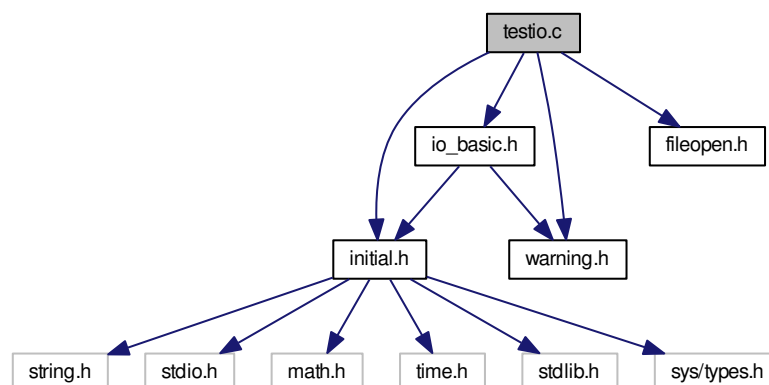 testio.c
io_basic.h
fileopen.h
initial.h
warning.h
string.h
stdio.h
math.h
time.h
stdlib.h
sys/types.h